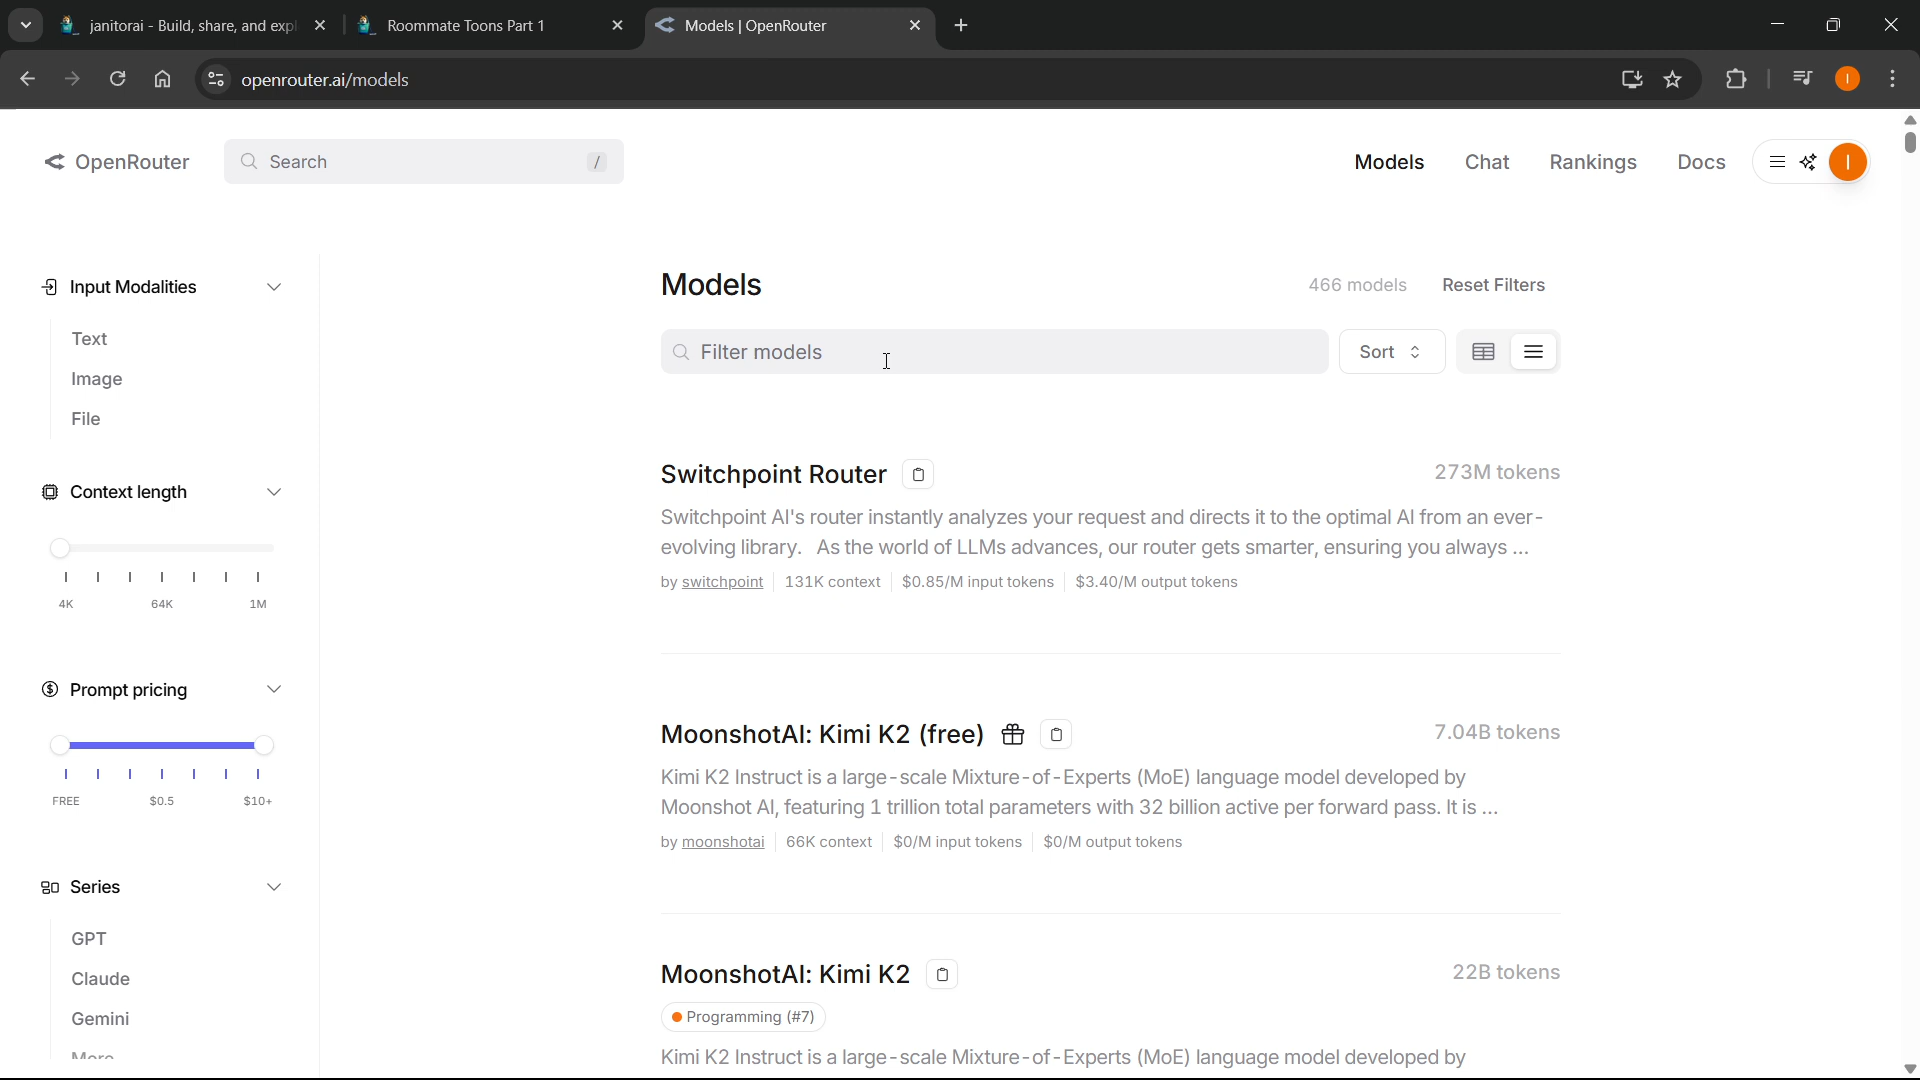 janitorai - Build, share, and expl
Roommate Toons Part 1
Models | OpenRouter
openrouter.ai/models
I
OpenRouter
Search
/
Models
Chat
Rankings
Docs
I
Input Modalities
Text
Image
File
Context length
4K
64K
1M
Prompt pricing
FREE
$0.5
$10+
Series
GPT
Claude
Gemini
More
Models
466 models
Reset Filters
Filter models
Sort
Switchpoint Router
273M tokens
Switchpoint AI's router instantly analyzes your request and directs it to the optimal AI from an ever-
evolving library. As the world of LLMs advances, our router gets smarter, ensuring you always ...
by switchpoint
131K context
$0.85/M input tokens
$3.40/M output tokens
MoonshotAI: Kimi K2 (free)
7.04B tokens
Kimi K2 Instruct is a large-scale Mixture-of-Experts (MoE) language model developed by
Moonshot AI, featuring 1 trillion total parameters with 32 billion active per forward pass. It is ...
by moonshotai
66K context
$0/M input tokens
$0/M output tokens
MoonshotAI: Kimi K2
22B tokens
Programming (#7)
Kimi K2 Instruct is a large-scale Mixture-of-Experts (MoE) language model developed by